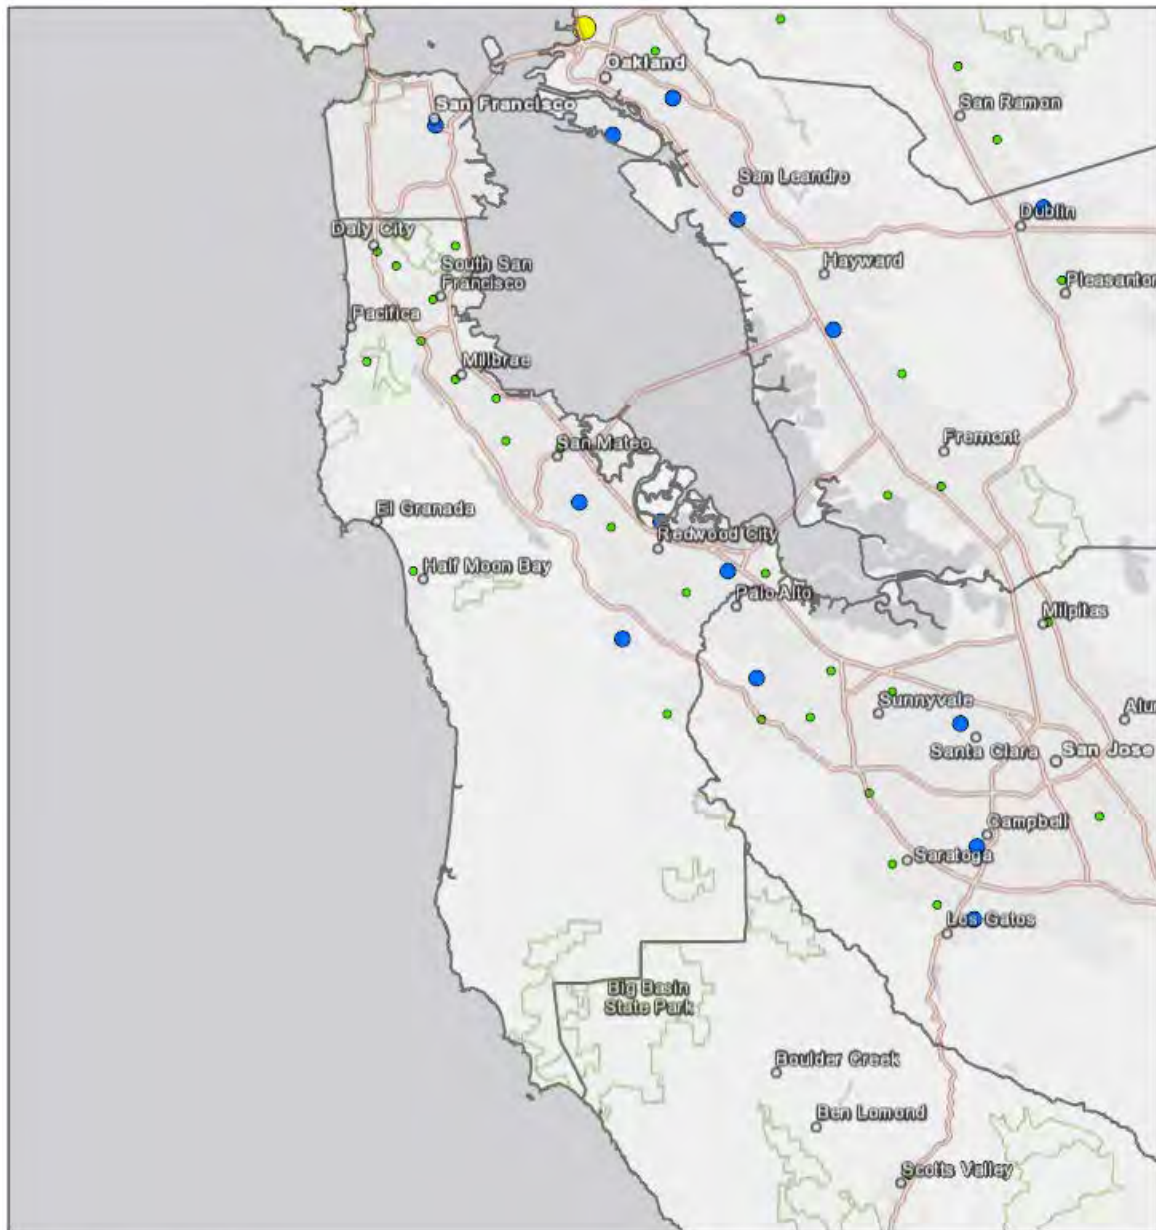 Oakland
San Francisco
San Ramon
San Leandro
Dublin
Daly City
South San
Francisco
Hayward
Pleasanton
Pacifica
Millbrae
San Mateo
Fremont
El Granada
Redwood City
Half Moon Bay
Palo Alto
Milpitas
Sunnyvale
Alu
Santa Clara
San Jose
Campbell
Saratoga
Los Gatos
Big Basin
State Park
Boulder Creek
Ben Lomond
Scotts Valley